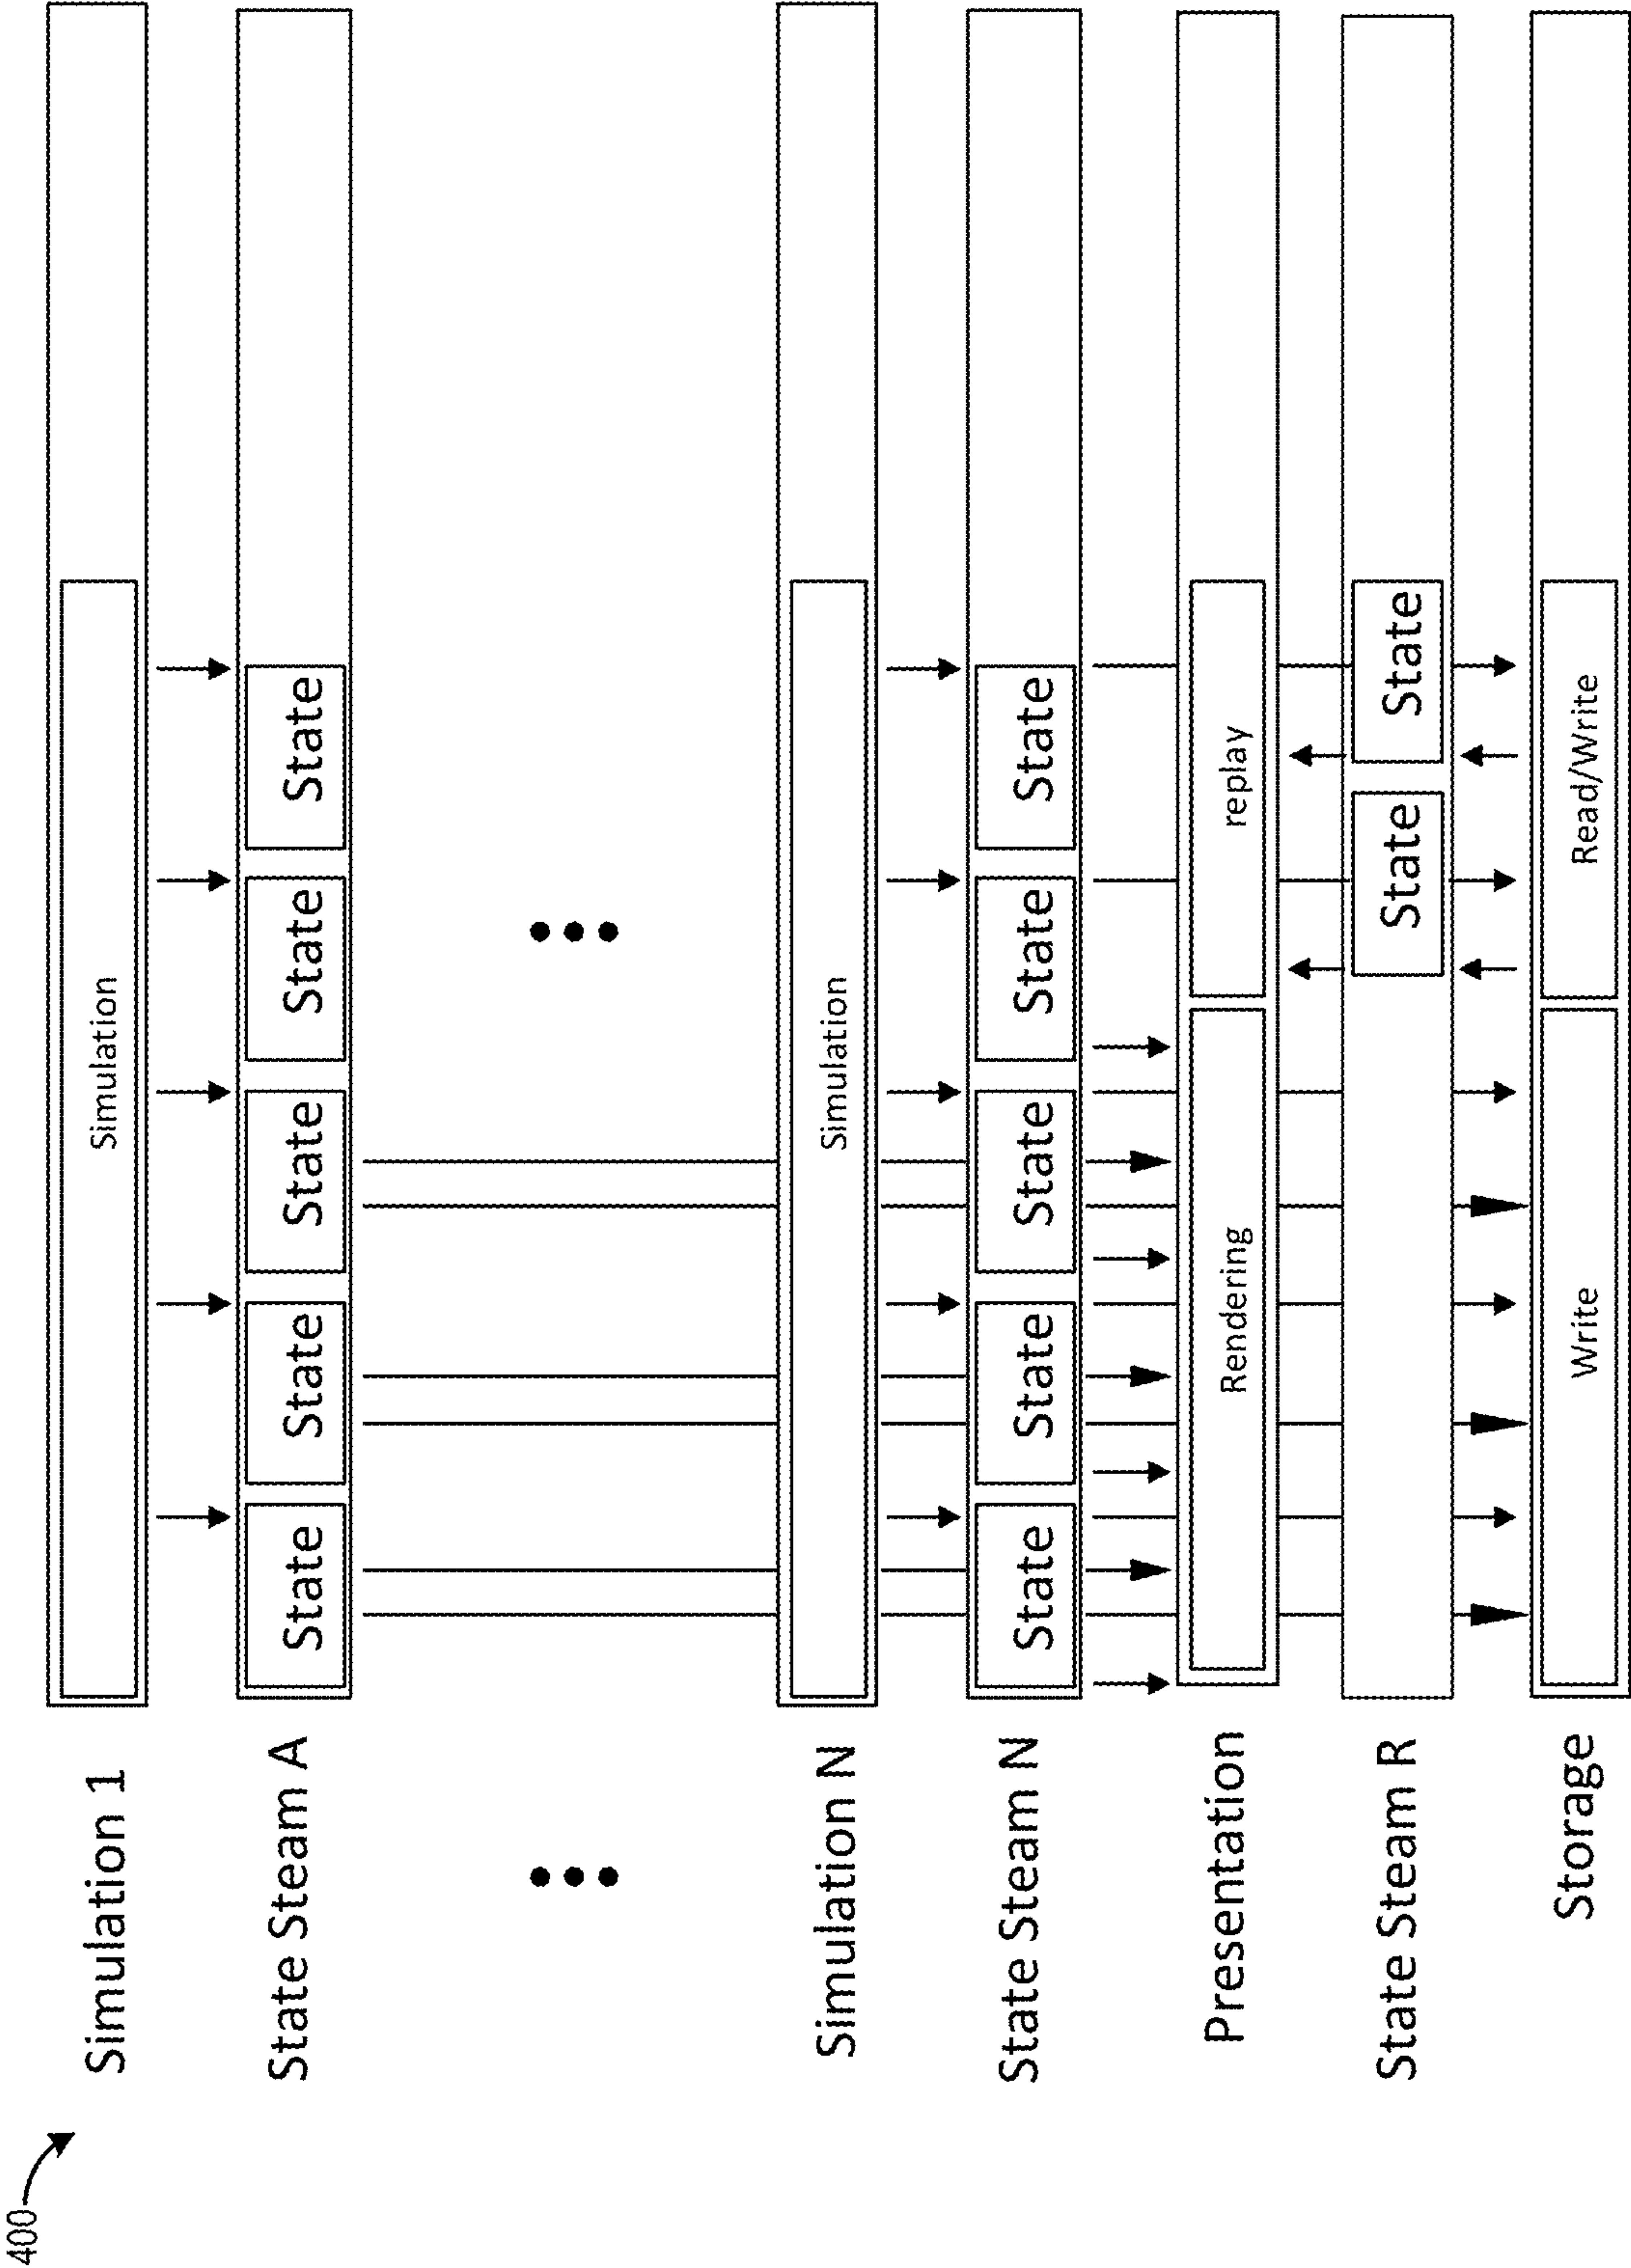 400
Simulation 1
Simulation
State Steam A
State
State
State
State
State
Simulation N
Simulation
State Steam N
State
State
State
State
State
Presentation
Rendering
replay
State Steam R
State
State
Storage
Write
Read/Write